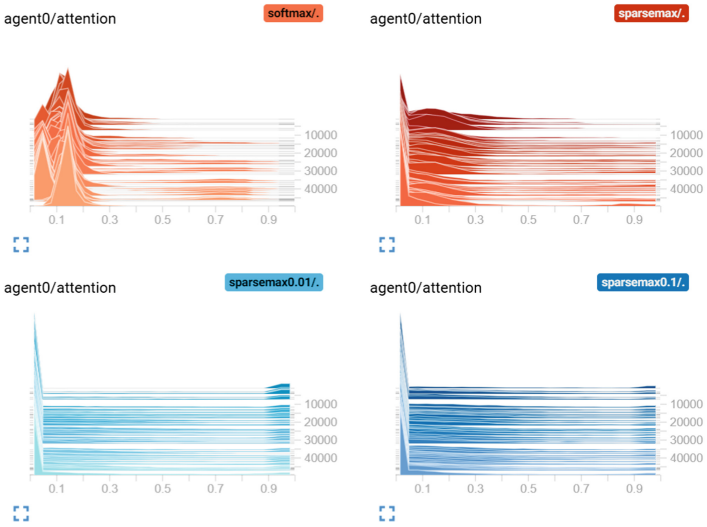 agent0/attention softmax/.
10000
20000
30000
40000
0.1 0.3 0.5 0.7 0.9
agent0/attention sparsemax/.
10000
20000
30000
40000
0.1 0.3 0.5 0.7 0.9
agent0/attention sparsemax0.01/.
10000
20000
30000
40000
0.1 0.3 0.5 0.7 0.9
agent0/attention sparsemax0.1/.
10000
20000
30000
40000
0.1 0.3 0.5 0.7 0.9